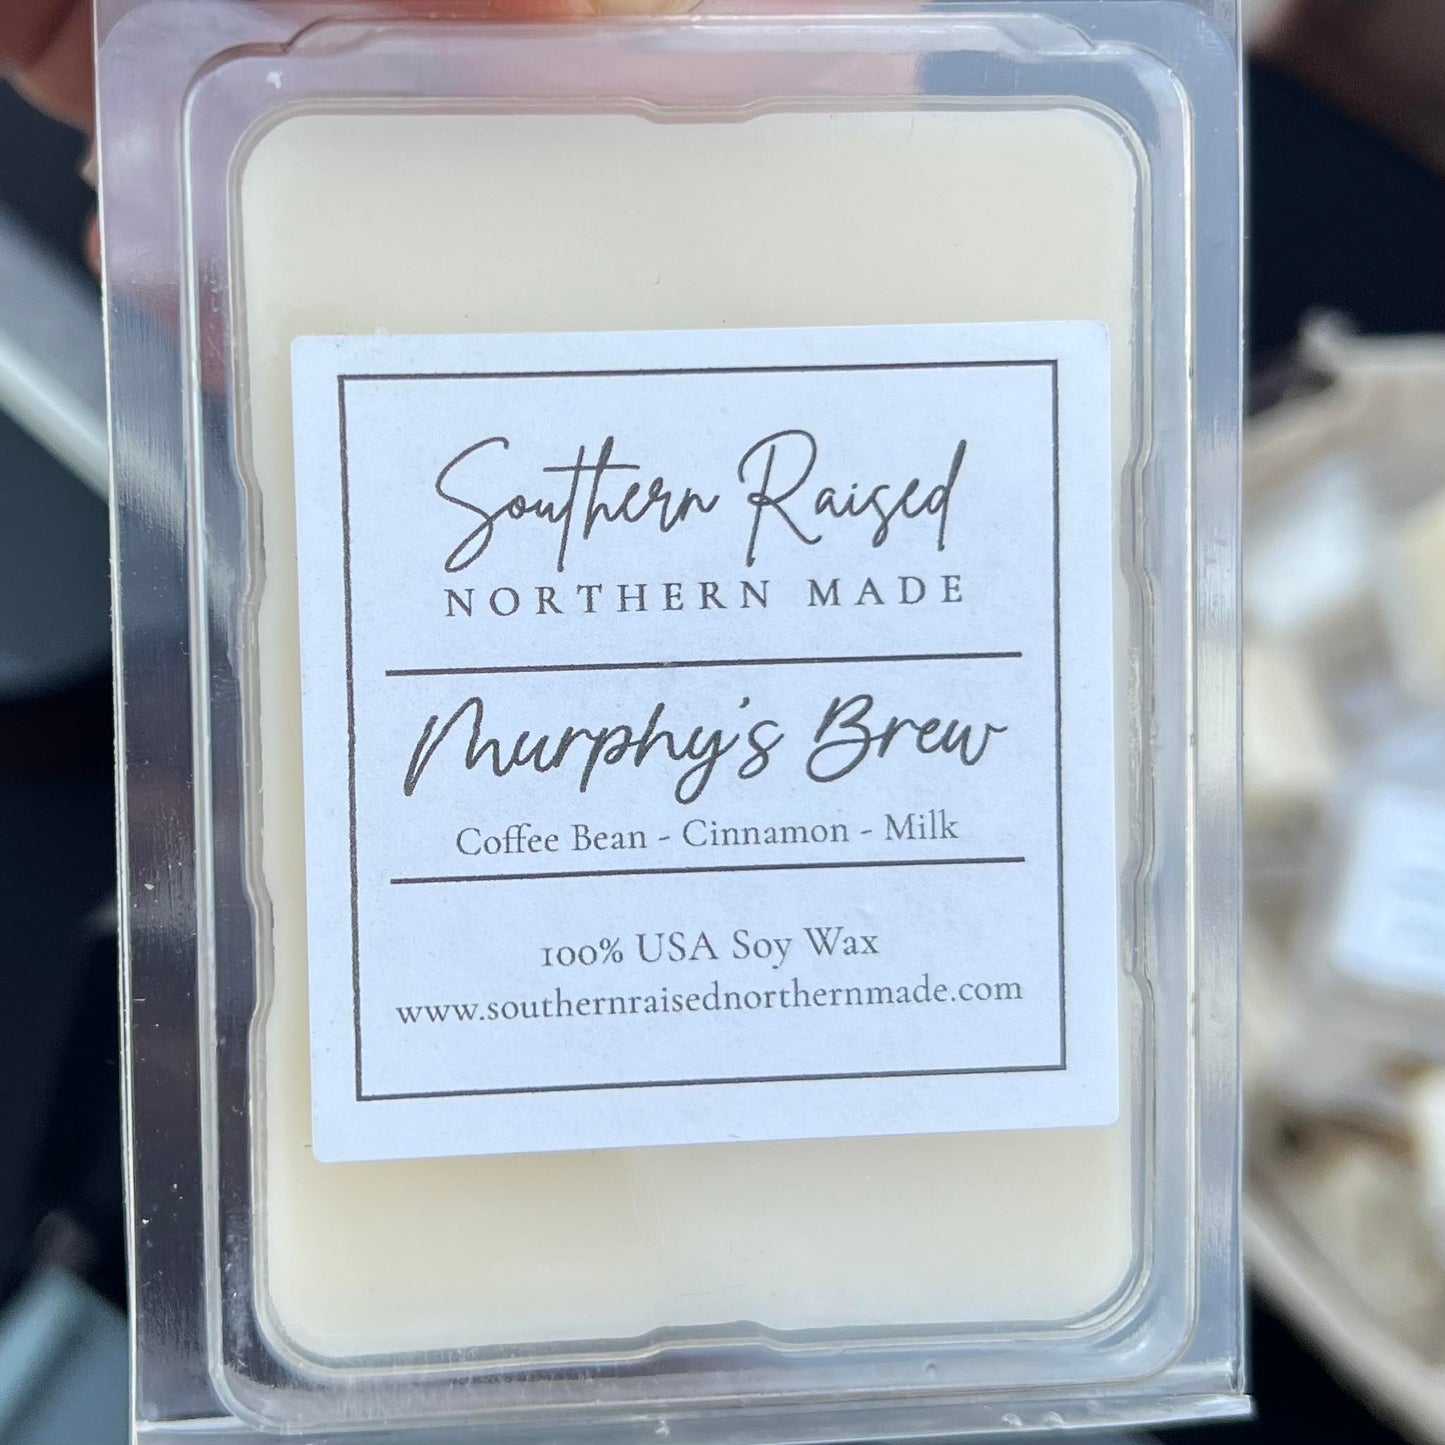 Southern Raised
NORTHERN MADE
Murphy's Brew
Coffee Bean - Cinnamon - Milk
100% USA Soy Wax
www.southernraisednorthernmade.com